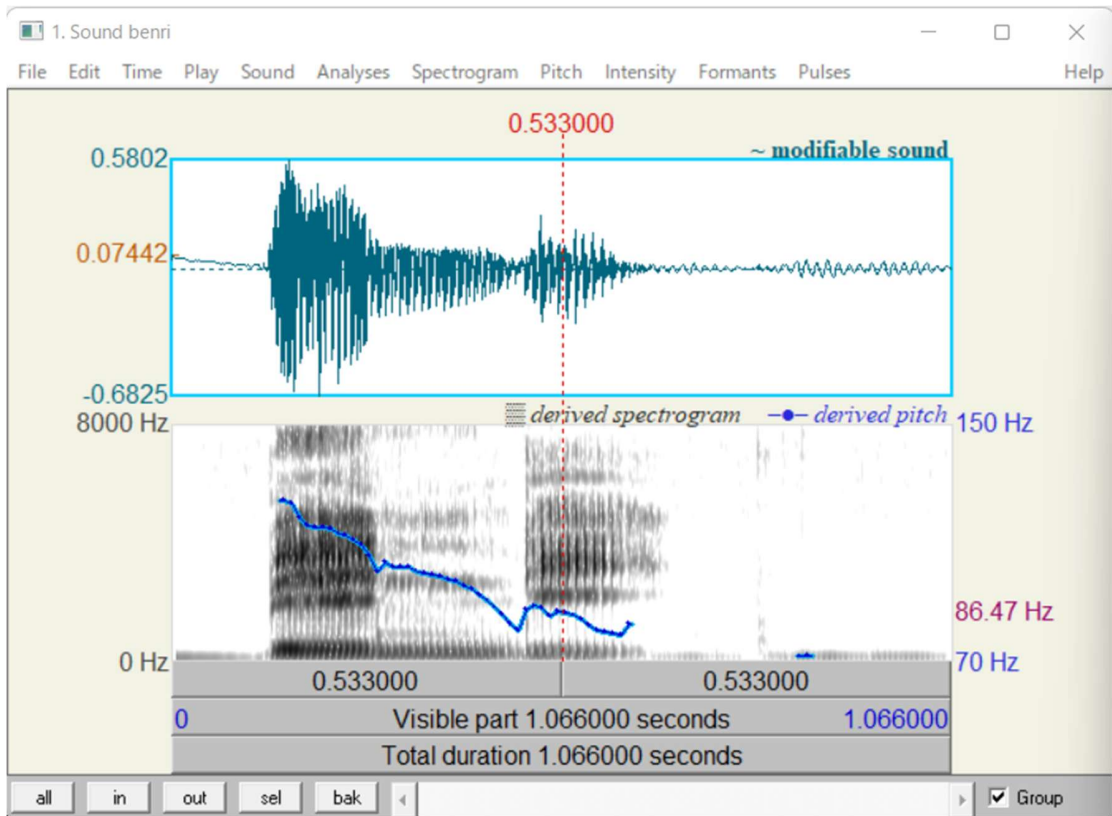 1. Sound benri
File Edit Time Play Sound Analyses Spectrogram Pitch Intensity Formants Pulses Help
0.533000
0.5802
~ modifiable sound
0.07442
-0.6825
8000 Hz
derived spectrogram
derived pitch
150 Hz
86.47 Hz
0 Hz
70 Hz
0.533000 0.533000
0 Visible part 1.066000 seconds 1.066000
Total duration 1.066000 seconds
all in out sel bak Group